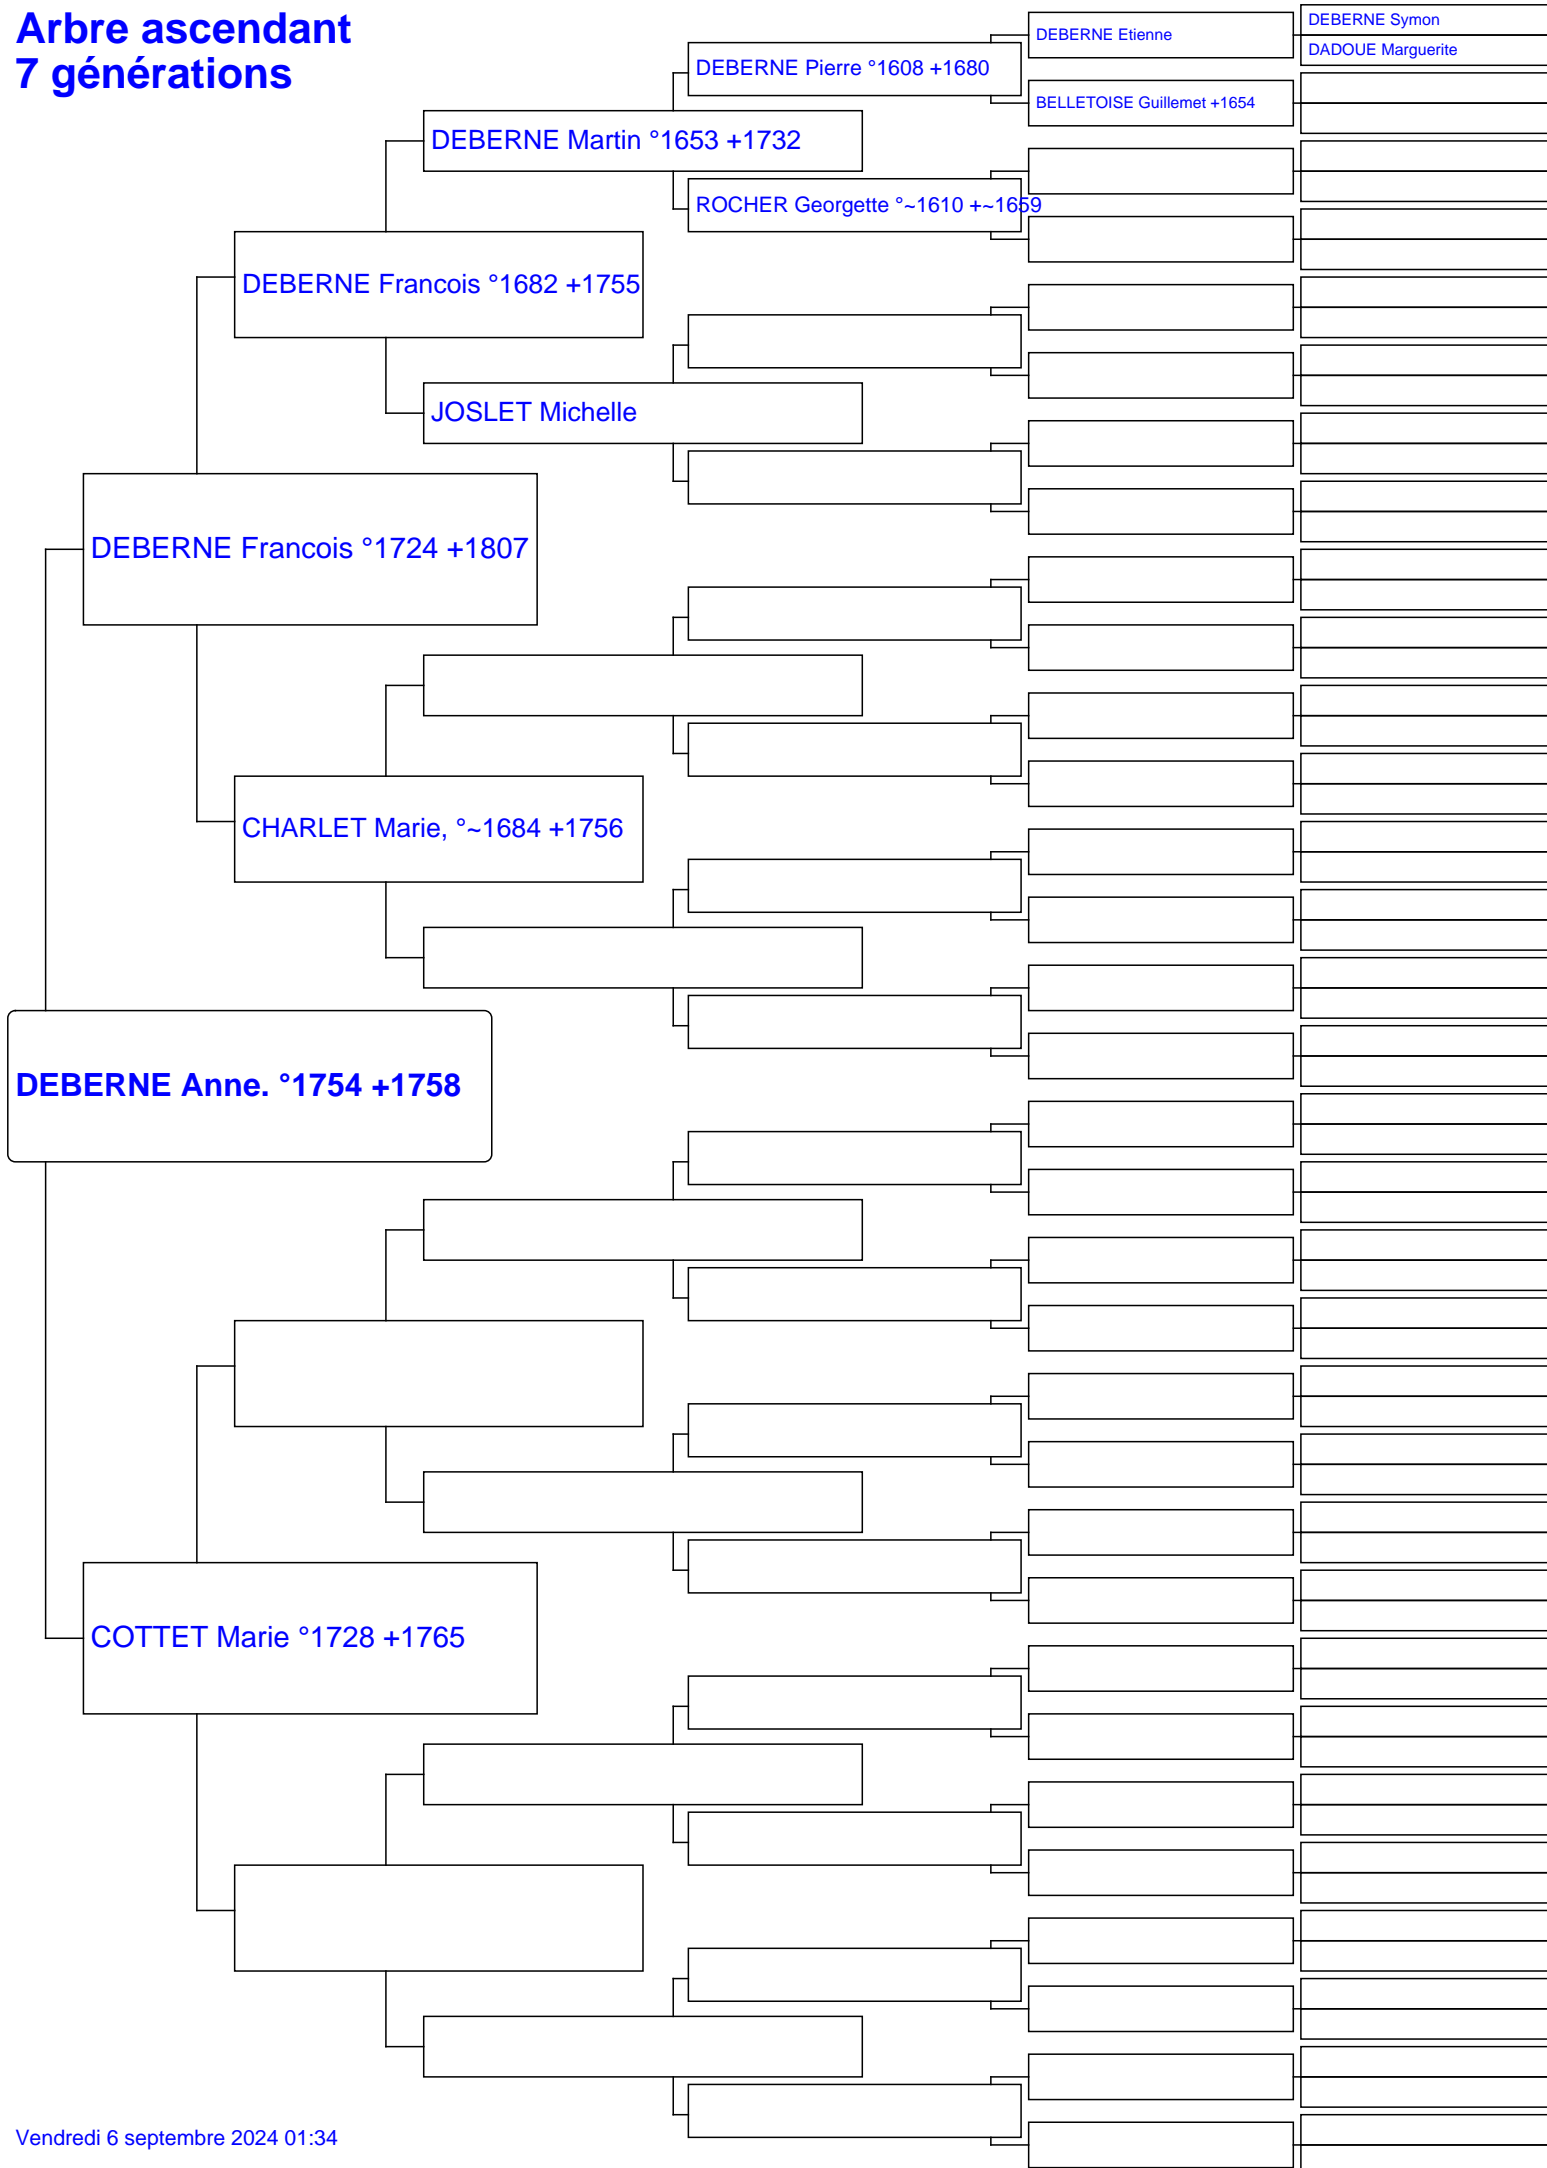 Arbre ascendant
7 générations
DEBERNE Etienne
DEBERNE Symon
DADOUE Marguerite
DEBERNE Pierre °1608 +1680
BELLETOISE Guillemet +1654
DEBERNE Martin °1653 +1732
ROCHER Georgette °~1610 +~1659
DEBERNE Francois °1682 +1755
JOSLET Michelle
DEBERNE Francois °1724 +1807
CHARLET Marie, °~1684 +1756
DEBERNE Anne. °1754 +1758
COTTET Marie °1728 +1765
Vendredi 6 septembre 2024 01:34